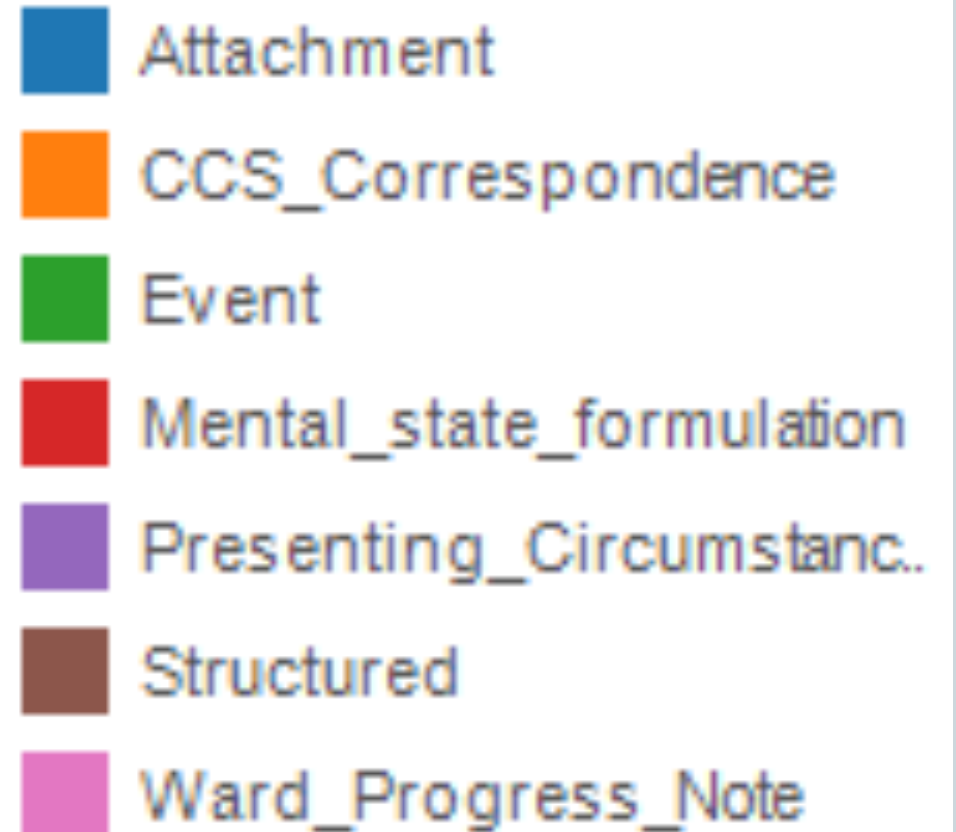 Attachment
CCS_Correspondence
Event
Mental_state_formulation
Presenting_Circumstanc..
Structured
Ward_Progress_Note